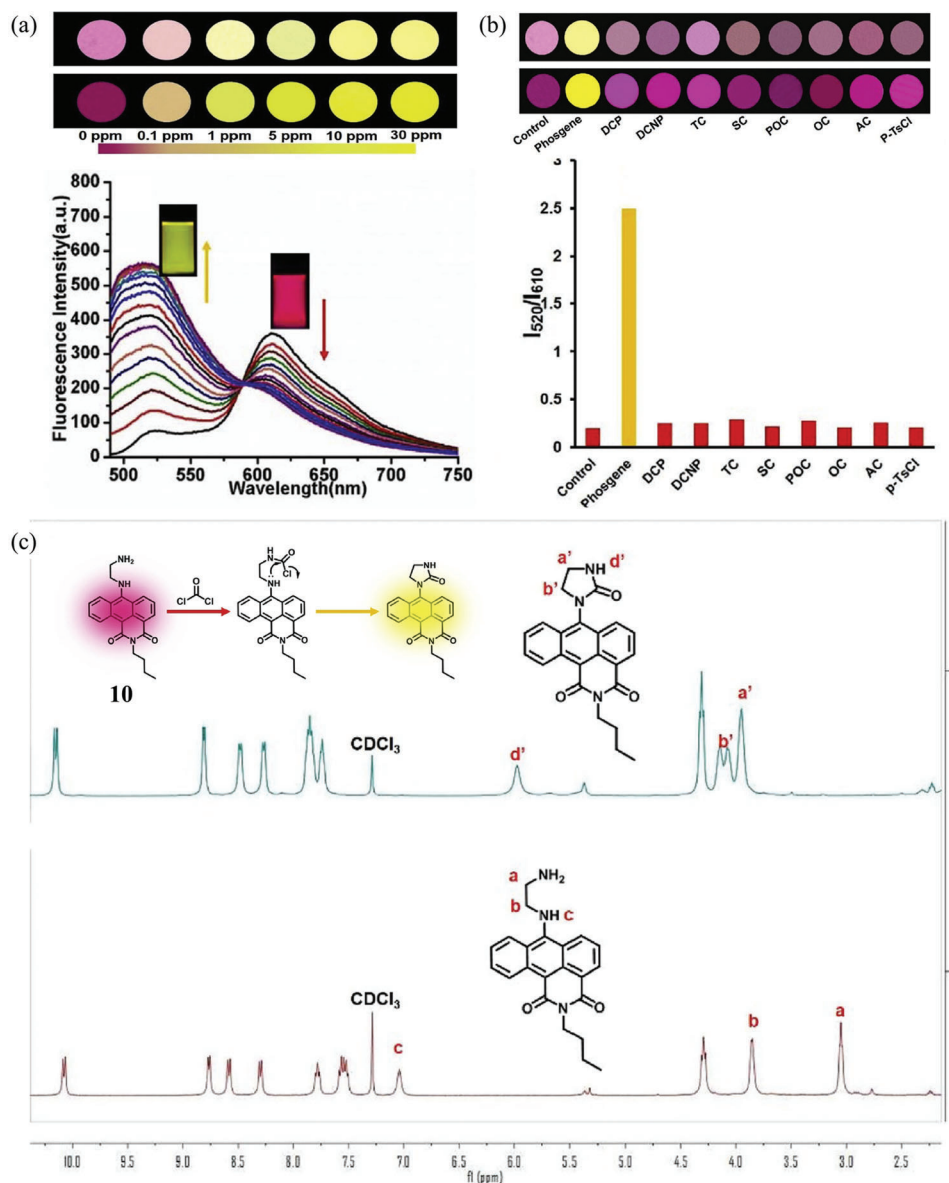 (a)
0 ppm 0.1 ppm 1 ppm 5 ppm 10 ppm 30 ppm
800
700
600
500
400
300
200
100
0
Fluorescence Intensity(a.u.)
500 550 600 650 700 750
Wavelength(nm)
(b)
Control Phosgene DCP DCNP TC SC POC OC AC P-TsCl
3
2.5
2
1.5
1
0.5
0
I520/I610
Control Phosgene DCP DCNP TC SC POC OC AC p-TsCl
(c)
NH2
NH
O N O
10
O
Cl Cl
H
N O
Cl
NH
O N O
NH
O
N
O N O
a' NH d'
b' O
N
O N O
CDCl3
d'
b'
a'
a NH2
b NH c
O N O
CDCl3
c
b
a
10.0 9.5 9.0 8.5 8.0 7.5 7.0 6.5 6.0 5.5 5.0 4.5 4.0 3.5 3.0 2.5
fl (ppm)